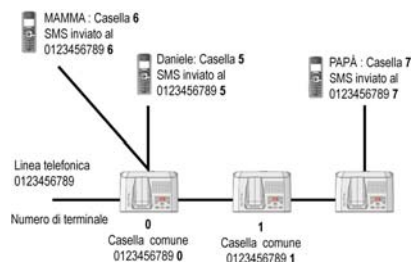 MAMMA : Casella 6
SMS inviato al
0123456789 6
Daniele: Casella 5
SMS inviato al
0123456789 5
PAPÀ : Casella 7
SMS inviato al
0123456789 7
Linea telefonica
0123456789
Numero di terminale
0
Casella comune
0123456789 0
1
Casella comune
0123456789 1